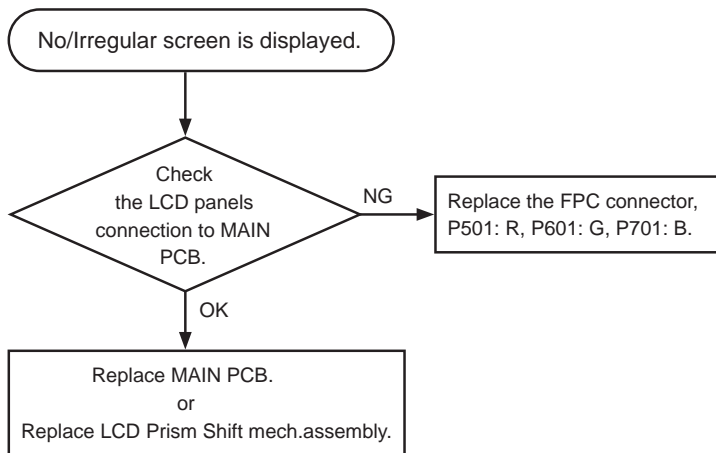 No/Irregular screen is displayed.
Check
the LCD panels
connection to MAIN
PCB.
NG
Replace the FPC connector,
P501: R, P601: G, P701: B.
OK
Replace MAIN PCB.
or
Replace LCD Prism Shift mech.assembly.